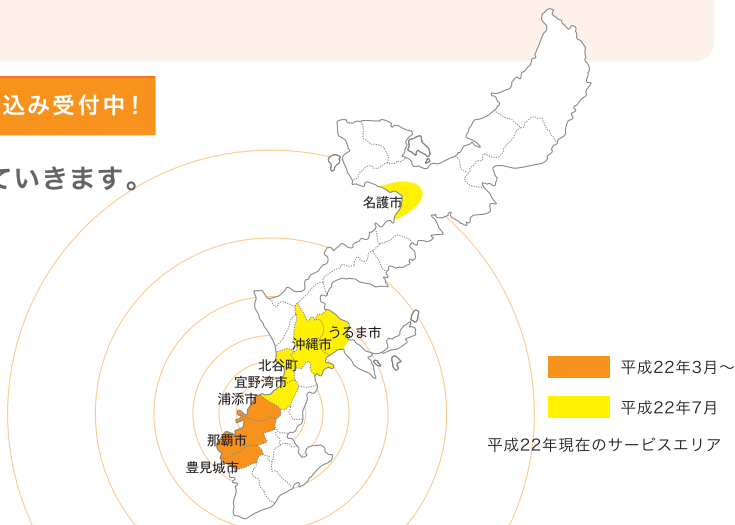 込み受付中！
ていきます。
名護市
うるま市
沖縄市
北谷町
宜野湾市
浦添市
那覇市
豊見城市
平成22年3月～
平成22年7月
平成22年現在のサービスエリア